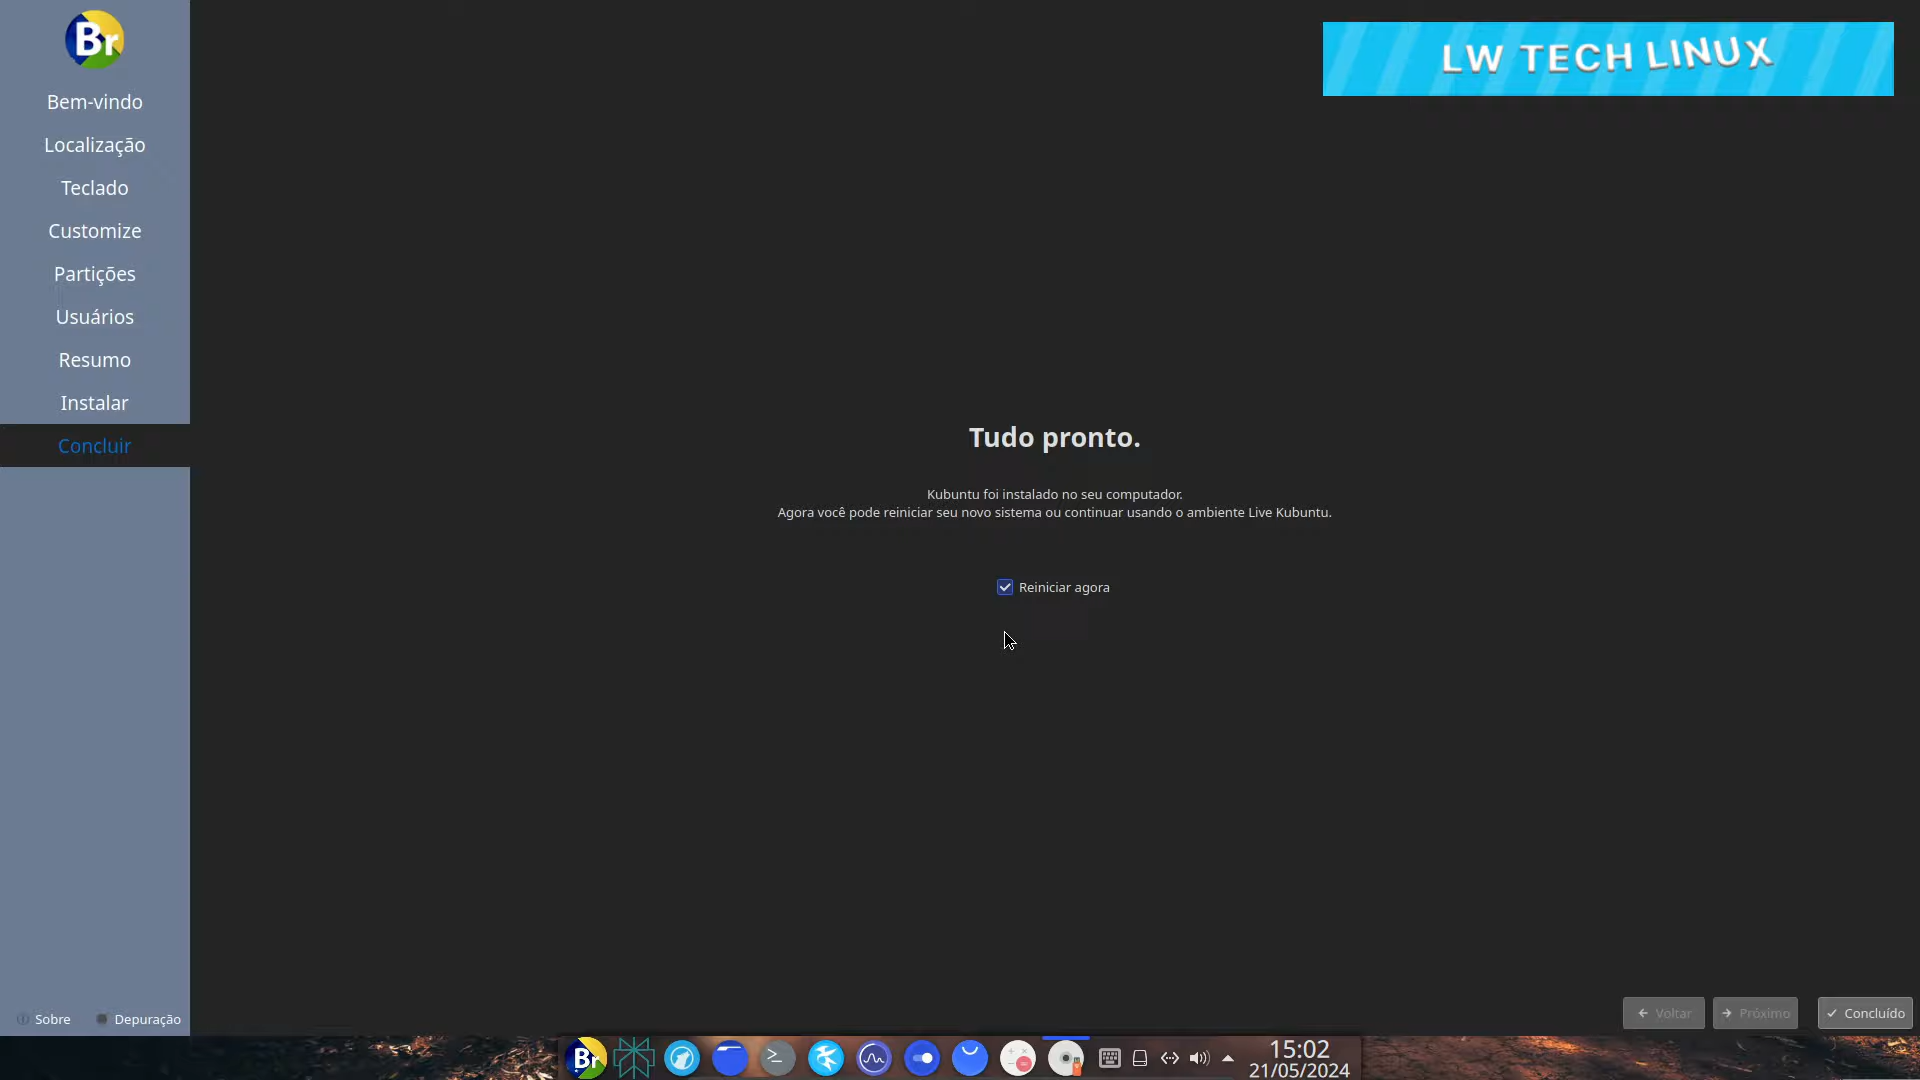 Br
LW TECH LINUX
Bem-vindo
Localização
Teclado
Customize
Partições
Usuários
Resumo
Instalar
Concluir
Tudo pronto.
Kubuntu foi instalado no seu computador.
Agora você pode reiniciar seu novo sistema ou continuar usando o ambiente Live Kubuntu.
Reiniciar agora
Sobre
Depuração
Voltar
Próximo
Concluído
Br
15:02
21/05/2024